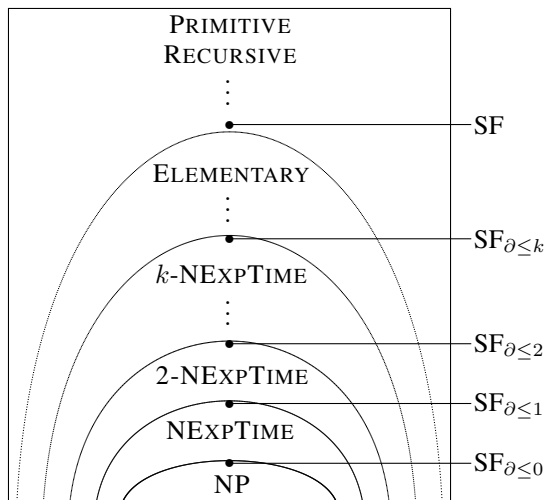 PRIMITIVE
RECURSIVE
SF
ELEMENTARY
SF∂≤k
k-NEXPTIME
SF∂≤2
2-NEXPTIME
SF∂≤1
NEXPTIME
SF∂≤0
NP